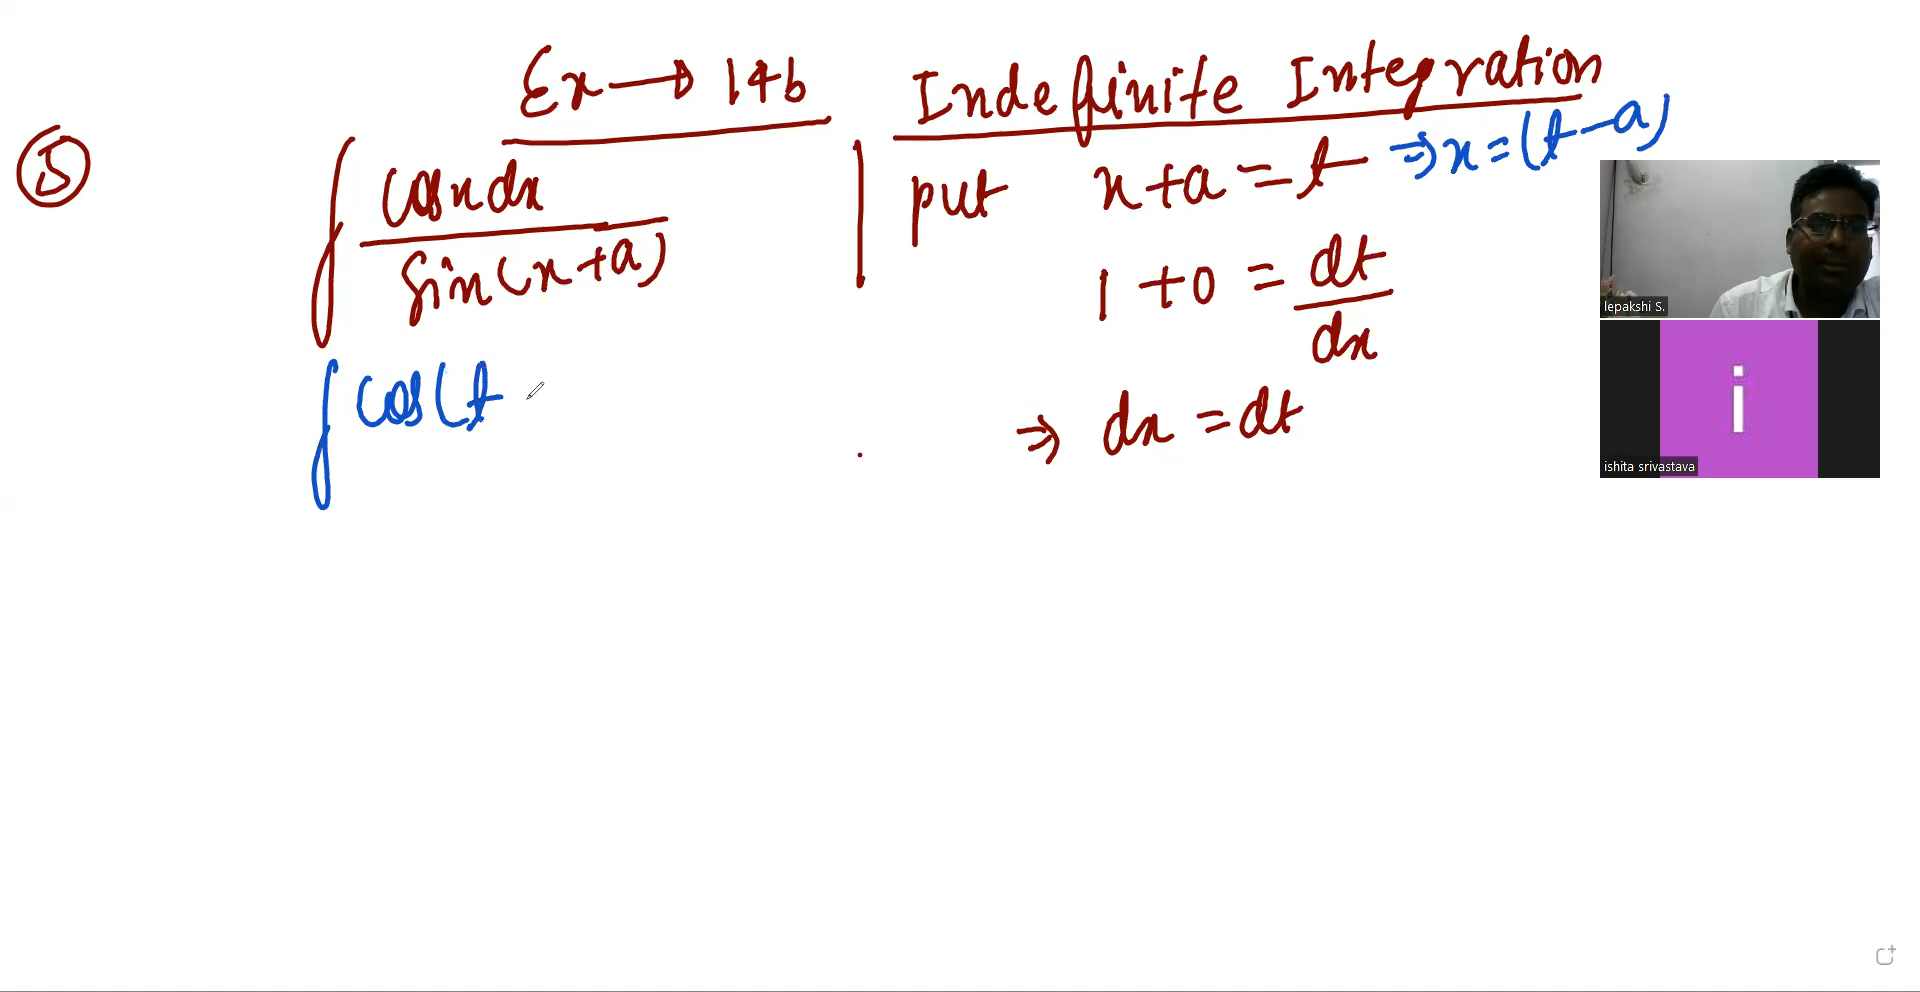 Ex → 14b Indefinite Integration
5
∫ cosx dx / sin(x+a)
put x+a = t ⇒ x = (t-a)
1 + 0 = dt/dx
∫ cos(t
⇒ dx = dt
lepakshi S.
i
ishita srivastava